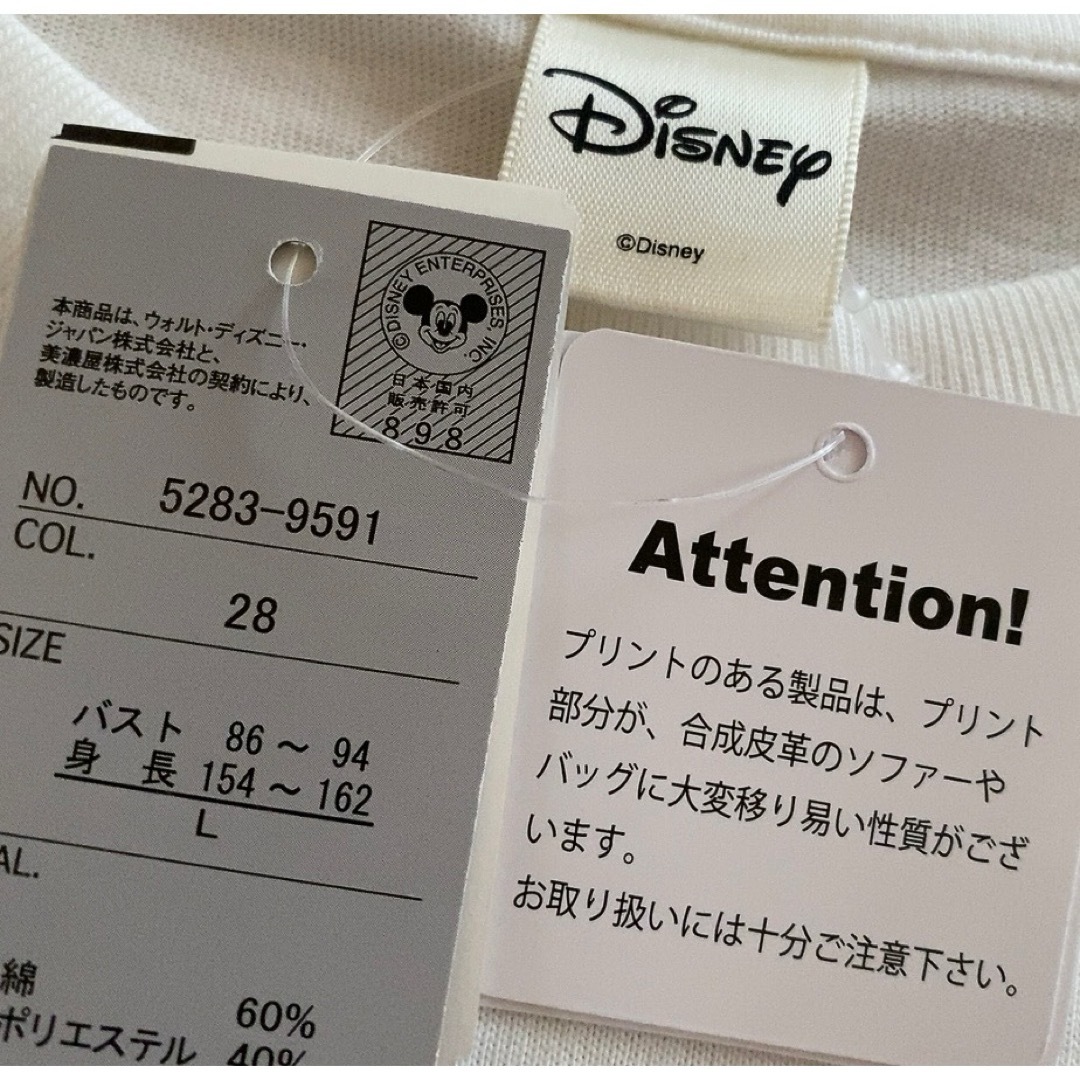 Disney
©Disney
本商品は、ウォルト・ディズニー・
ジャパン株式会社と、
美濃屋株式会社の契約により、
製造したものです。
©DISNEY ENTERPRISES, INC.
日本国内
販売許可
898
NO. 5283-9591
COL.
28
SIZE
バスト 86～94
身長 154～162
L
AL.
綿 60%
ポリエステル 40%
Attention!
プリントのある製品は、プリント
部分が、合成皮革のソファーや
バッグに大変移り易い性質がござ
います。
お取り扱いには十分ご注意下さい。